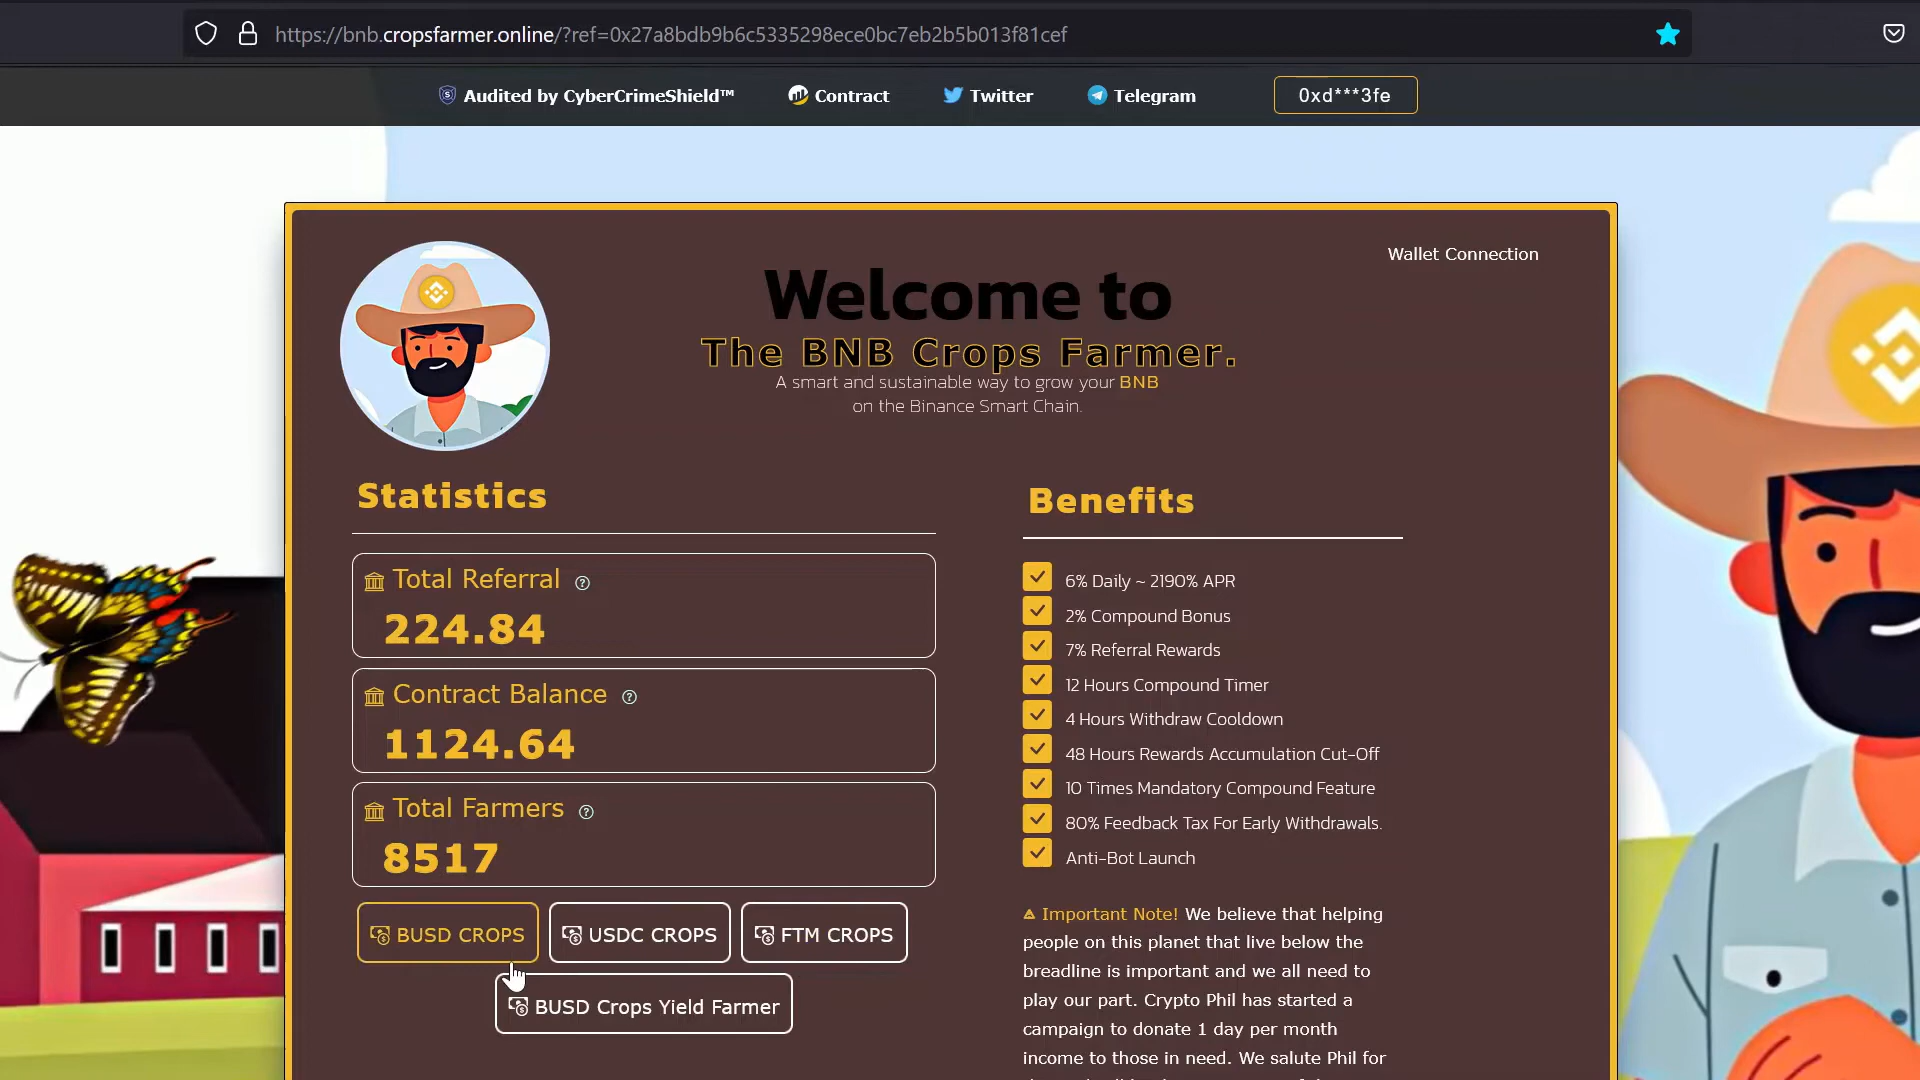 https://bnb.cropsfarmer.online/?ref=0x27a8bdb9b6c5335298ece0bc7eb2b5b013f81cef
Audited by CyberCrimeShield™ Contract Twitter Telegram 0xd***3fe
Wallet Connection
Welcome to
The BNB Crops Farmer.
A smart and sustainable way to grow your BNB
on the Binance Smart Chain.
Statistics
Total Referral
224.84
Contract Balance
1124.64
Total Farmers
8517
BUSD CROPS USDC CROPS FTM CROPS
BUSD Crops Yield Farmer
Benefits
6% Daily ~ 2190% APR
2% Compound Bonus
7% Referral Rewards
12 Hours Compound Timer
4 Hours Withdraw Cooldown
48 Hours Rewards Accumulation Cut-Off
10 Times Mandatory Compound Feature
80% Feedback Tax For Early Withdrawals.
Anti-Bot Launch
Important Note! We believe that helping
people on this planet that live below the
breadline is important and we all need to
play our part. Crypto Phil has started a
campaign to donate 1 day per month
income to those in need. We salute Phil for